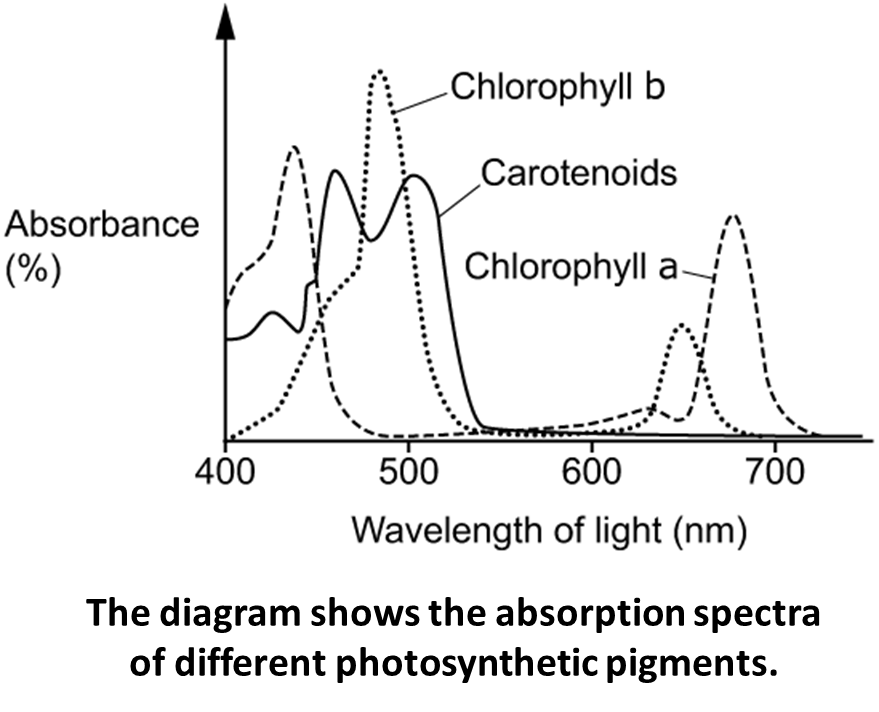 Chlorophyll b
Carotenoids
Absorbance
(%)
Chlorophyll a
400 500 600 700
Wavelength of light (nm)
The diagram shows the absorption spectra
of different photosynthetic pigments.